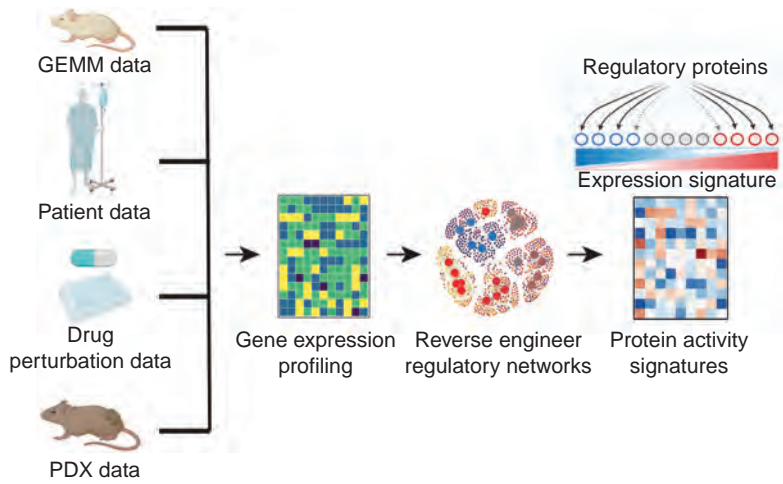 GEMM data
Patient data
Drug
perturbation data
PDX data
Gene expression
profiling
Reverse engineer
regulatory networks
Regulatory proteins
Expression signature
Protein activity
signatures